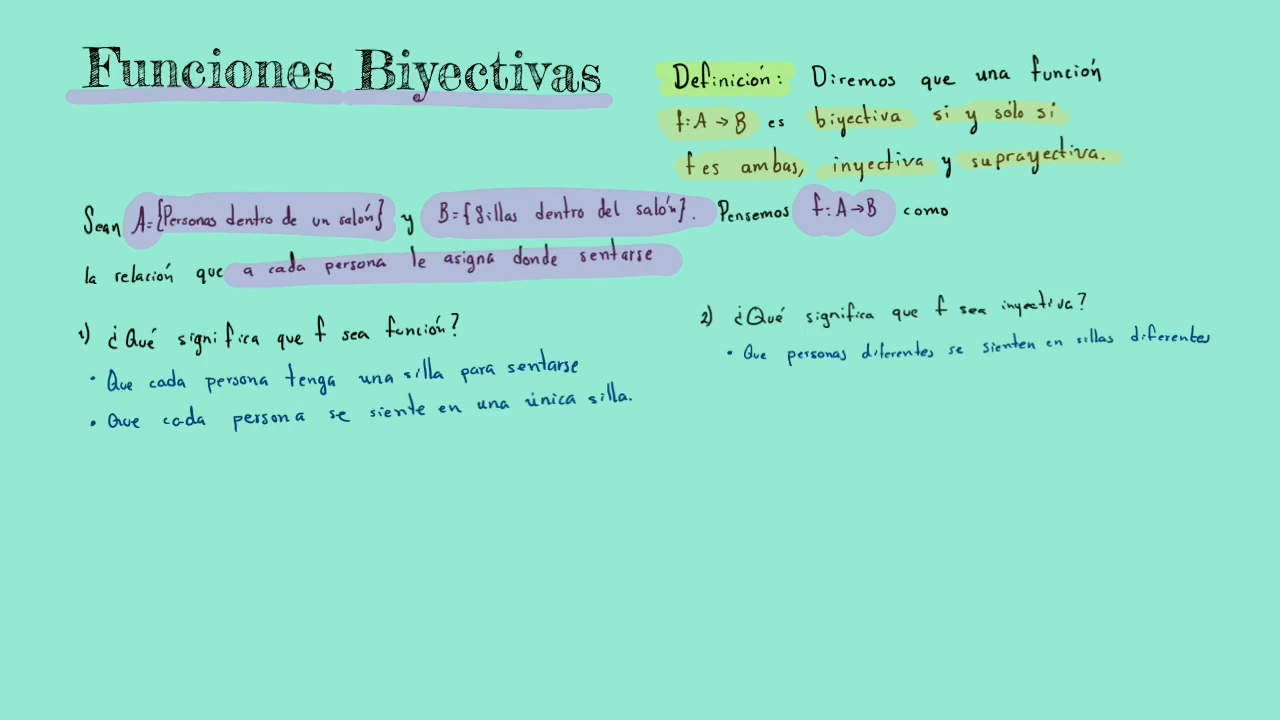 Funciones Biyectivas
Definición: Diremos que una función
f: A → B es biyectiva si y sólo si
f es ambas, inyectiva y suprayectiva.
Sean A={Personas dentro de un salón} y B={Sillas dentro del salón}. Pensemos f: A→B como
la relación que a cada persona le asigna donde sentarse
1) ¿Qué significa que f sea función?
• Que cada persona tenga una silla para sentarse
• Que cada persona se siente en una única silla.
2) ¿Qué significa que f sea inyectiva?
• Que personas diferentes se sienten en sillas diferentes